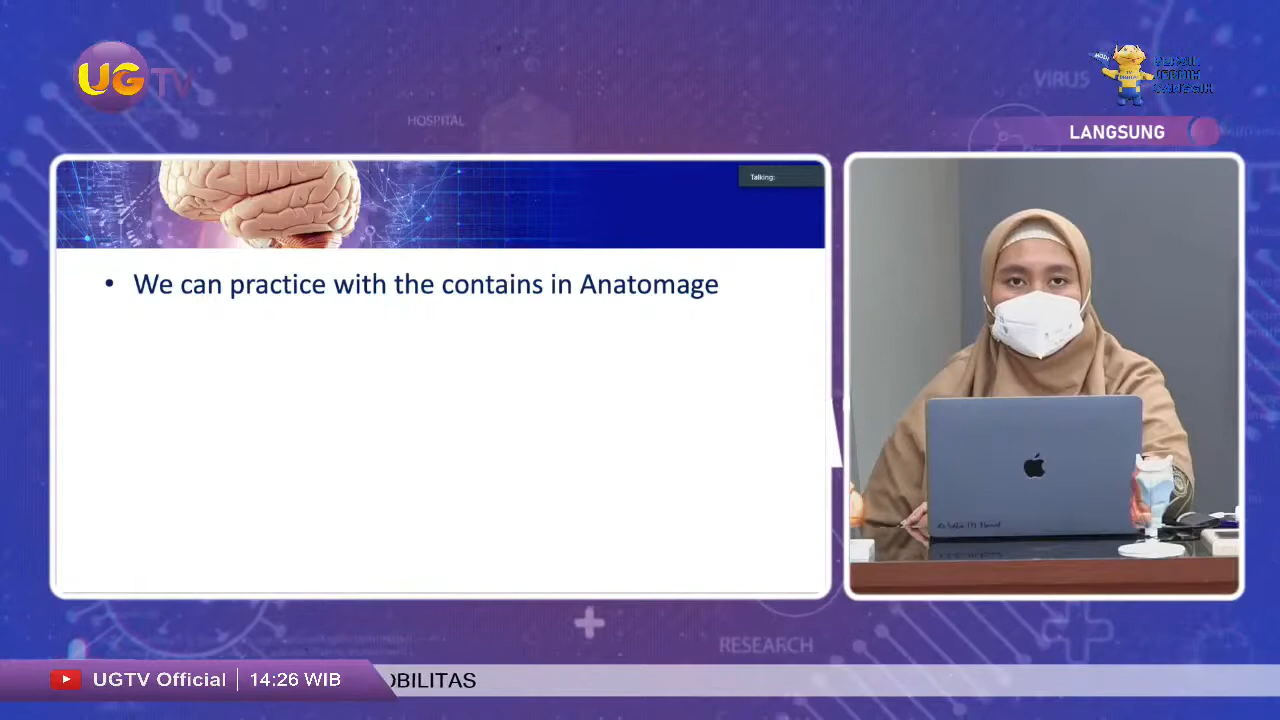 UGTV
VIRUS
BERSIH
HOSPITAL
LANGSUNG
Talking:
• We can practice with the contains in Anatomage
RESEARCH
UGTV Official
14:26 WIB
OBILITAS